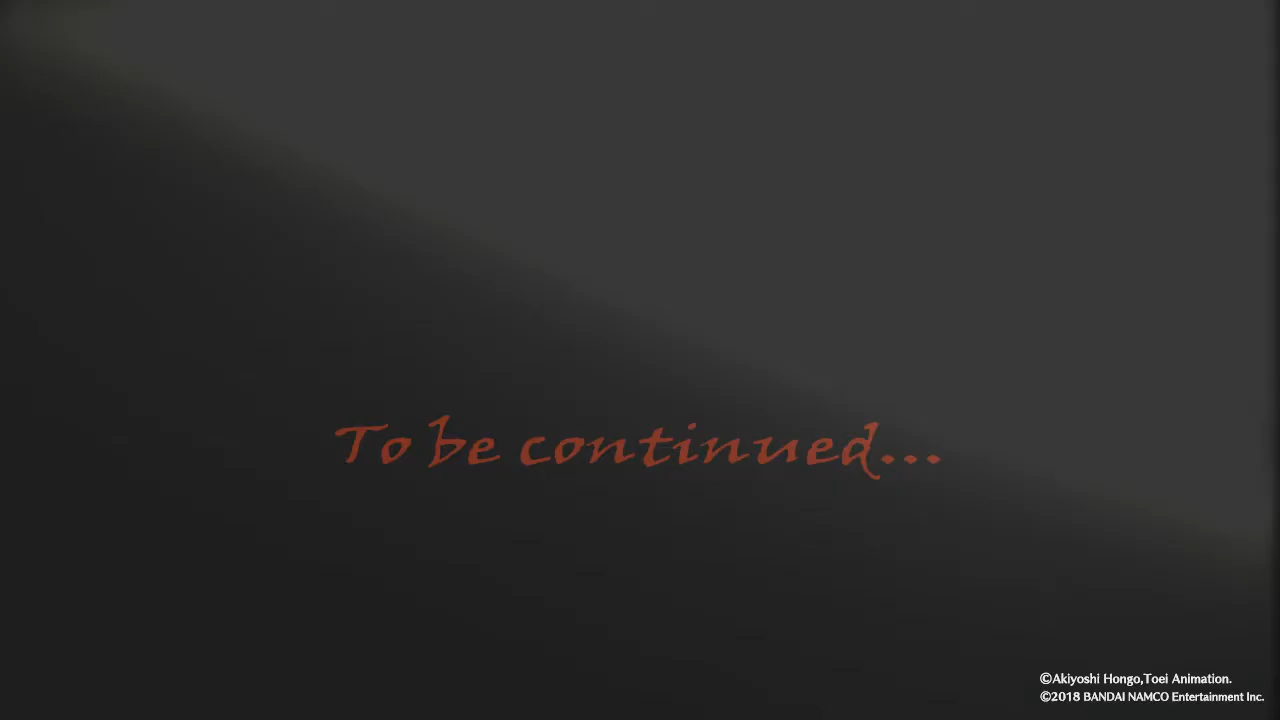 To be continued...
©Akiyoshi Hongo,Toei Animation.
©2018 BANDAI NAMCO Entertainment Inc.